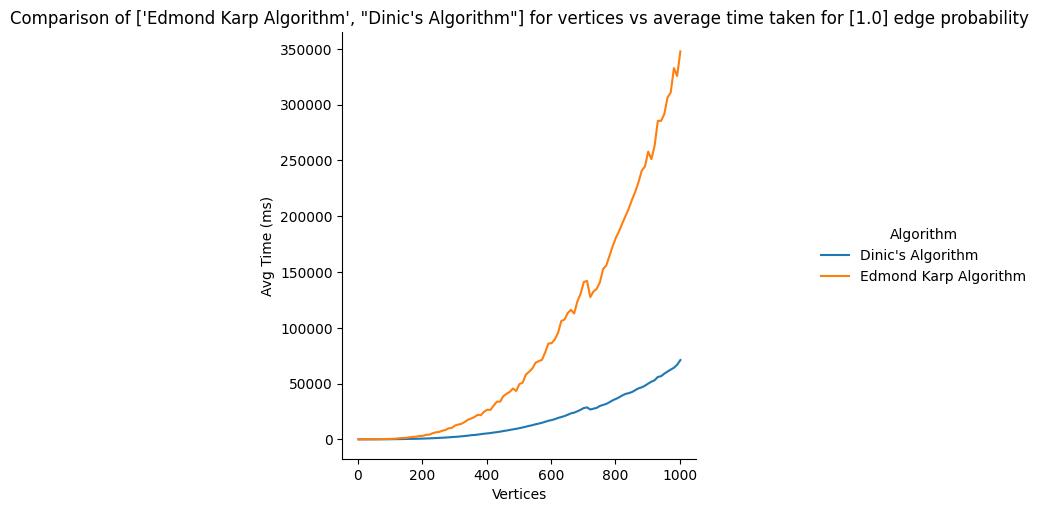 Comparison of ['Edmond Karp Algorithm', "Dinic's Algorithm"] for vertices vs average time taken for [1.0] edge probability
350000
300000
250000
200000
150000
100000
50000
0
Avg Time (ms)
0 200 400 600 800 1000
Vertices
Algorithm
Dinic's Algorithm
Edmond Karp Algorithm